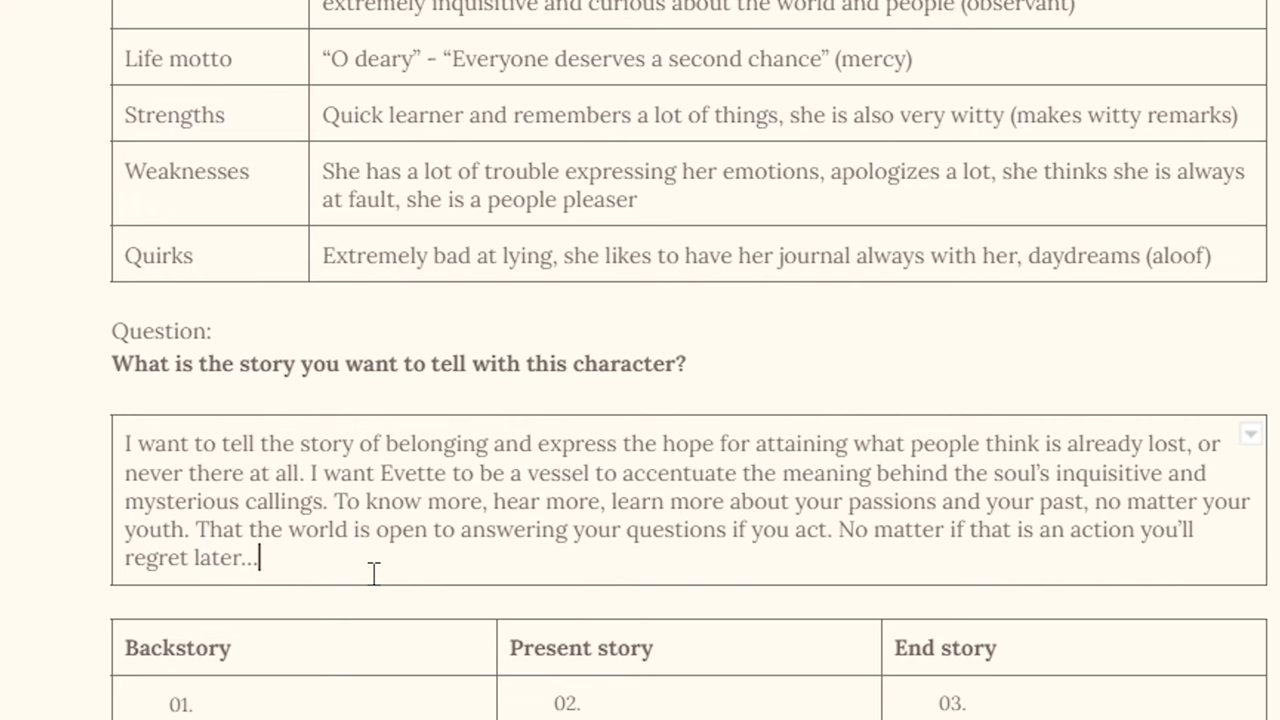 extremely inquisitive and curious about the world and people (observant)
Life motto
“O deary” - “Everyone deserves a second chance” (mercy)
Strengths
Quick learner and remembers a lot of things, she is also very witty (makes witty remarks)
Weaknesses
She has a lot of trouble expressing her emotions, apologizes a lot, she thinks she is always
at fault, she is a people pleaser
Quirks
Extremely bad at lying, she likes to have her journal always with her, daydreams (aloof)
Question:
What is the story you want to tell with this character?
I want to tell the story of belonging and express the hope for attaining what people think is already lost, or
never there at all. I want Evette to be a vessel to accentuate the meaning behind the soul’s inquisitive and
mysterious callings. To know more, hear more, learn more about your passions and your past, no matter your
youth. That the world is open to answering your questions if you act. No matter if that is an action you’ll
regret later...
Backstory
Present story
End story
01.
02.
03.